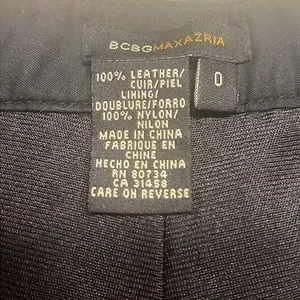 BCBGMAXAZRIA
0
100% LEATHER/
CUIR/PIEL
LINING/
DOUBLURE/FORRO
100% NYLON/
NILON
MADE IN CHINA
FABRIQUE EN
CHINE
HECHO EN CHINA
RN 80734
CA 31458
CARE ON REVERSE